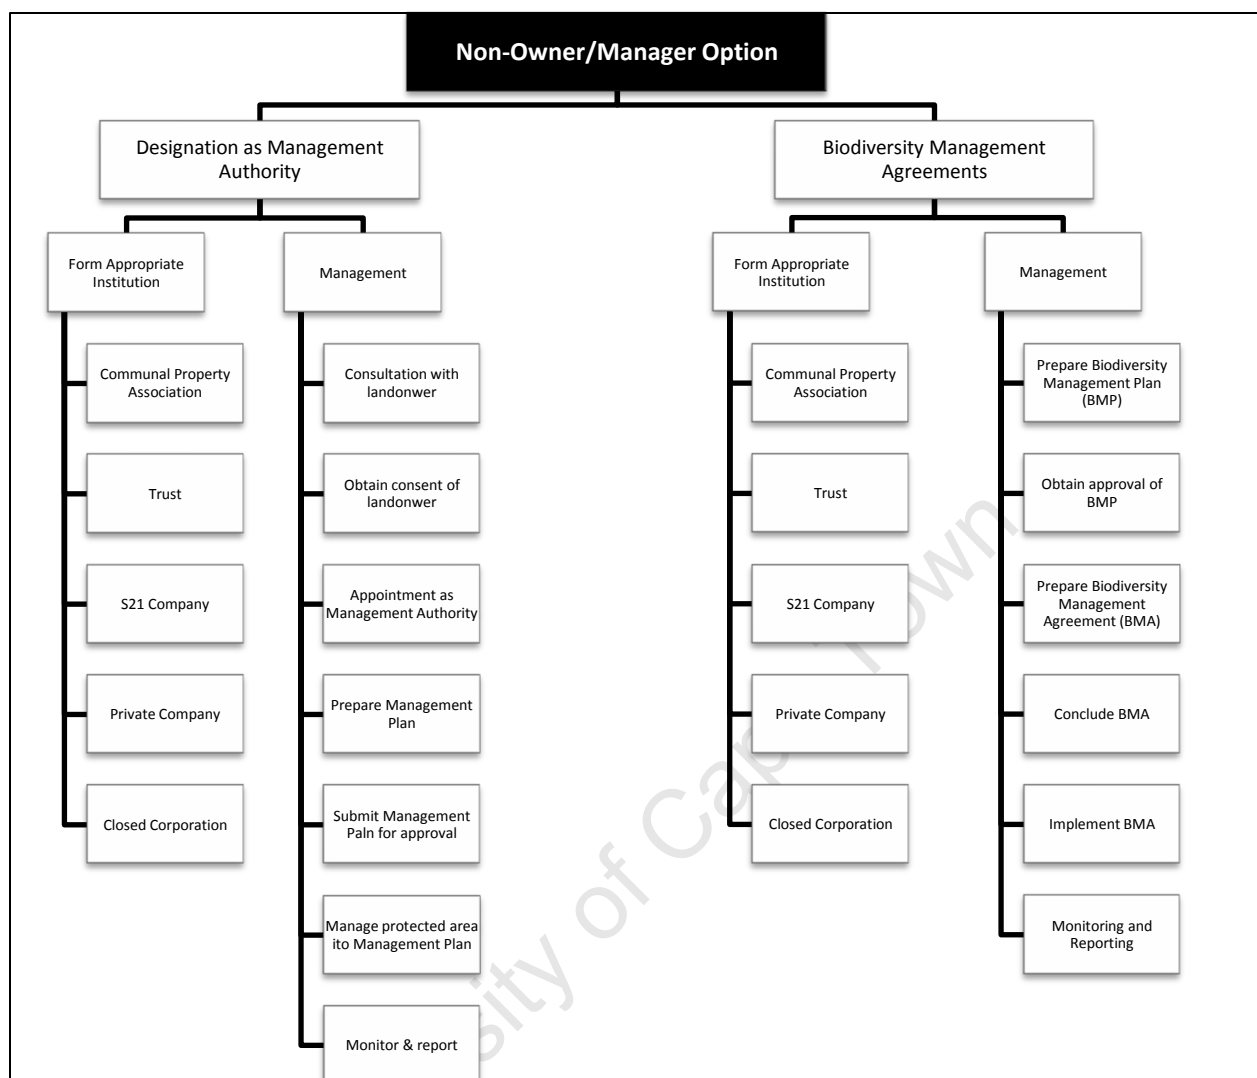 Non-Owner/Manager Option
Designation as Management
Authority
Form Appropriate
Institution
Communal Property
Association
Trust
S21 Company
Private Company
Closed Corporation
Management
Consultation with
landonwer
Obtain consent of
landonwer
Appointment as
Management Authority
Prepare Management
Plan
Submit Management
Paln for approval
Manage protected area
ito Management Plan
Monitor & report
Biodiversity Management
Agreements
Form Appropriate
Institution
Communal Property
Association
Trust
S21 Company
Private Company
Closed Corporation
Management
Prepare Biodiversity
Management Plan
(BMP)
Obtain approval of
BMP
Prepare Biodiversity
Management
Agreement (BMA)
Conclude BMA
Implement BMA
Monitoring and
Reporting
of Town